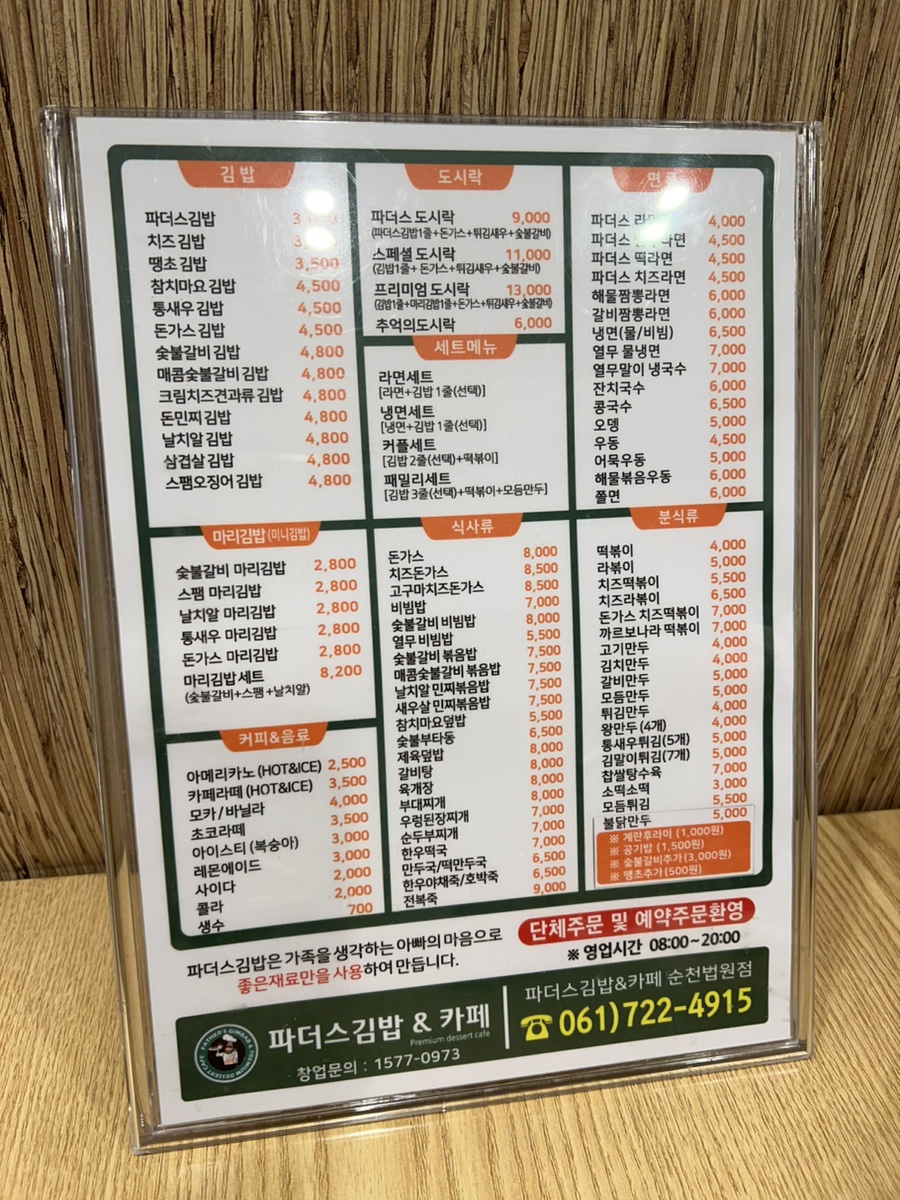 김밥
파더스김밥
치즈 김밥
땡초 김밥 3,500
참치마요 김밥 4,500
통새우 김밥 4,500
돈가스 김밥 4,500
숯불갈비 김밥 4,800
매콤숯불갈비 김밥 4,800
크림치즈견과류 김밥 4,800
돈민찌 김밥 4,800
날치알 김밥 4,800
삼겹살 김밥 4,800
스팸오징어 김밥 4,800
마리김밥(미니김밥)
숯불갈비 마리김밥 2,800
스팸 마리김밥 2,800
날치알 마리김밥 2,800
통새우 마리김밥 2,800
돈가스 마리김밥 2,800
마리김밥세트 8,200
(숯불갈비+스팸+날치알)
커피&음료
아메리카노 (HOT&ICE) 2,500
카페라떼 (HOT&ICE) 3,500
모카 / 바닐라 4,000
초코라떼 3,500
아이스티 (복숭아) 3,000
레몬에이드 3,000
사이다 2,000
콜라 2,000
생수 700
도시락
파더스 도시락 9,000
(파더스김밥1줄+돈가스+튀김새우+숯불갈비)
스페셜 도시락 11,000
(김밥1줄+ 돈가스+튀김새우+숯불갈비)
프리미엄 도시락 13,000
(김밥1줄+마리김밥1줄+돈가스+튀김새우+숯불갈비)
추억의도시락 6,000
세트메뉴
라면세트
[라면+김밥 1줄(선택)]
냉면세트
[냉면+김밥 1줄(선택)]
커플세트
[김밥 2줄(선택)+떡볶이]
패밀리세트
[김밥 3줄(선택)+떡볶이+모듬만두]
식사류
돈가스 8,000
치즈돈가스 8,500
고구마치즈돈가스 8,500
비빔밥 7,000
숯불갈비 비빔밥 8,000
열무 비빔밥 5,500
숯불갈비 볶음밥 7,500
매콤숯불갈비 볶음밥 7,500
날치알 민찌볶음밥 7,500
새우살 민찌볶음밥 7,500
참치마요덮밥 5,500
숯불부타동 6,500
제육덮밥 8,000
갈비탕 8,000
육개장 8,000
부대찌개 8,000
우렁된장찌개 7,000
순두부찌개 7,000
한우떡국 7,000
만두국/떡만두국 6,500
한우야채죽/호박죽 6,500
전복죽 9,000
면류
파더스 4,000
파더스 4,500
파더스 떡라면 4,500
파더스 치즈라면 4,500
해물짬뽕라면 6,000
갈비짬뽕라면 6,000
냉면(물/비빔) 6,500
열무 물냉면 7,000
열무말이 냉국수 7,000
잔치국수 6,000
콩국수 6,500
오뎅 5,000
우동 4,500
어묵우동 5,000
해물볶음우동 6,000
쫄면 6,000
분식류
떡볶이 4,000
라볶이 5,000
치즈떡볶이 5,500
치즈라볶이 6,500
돈가스 치즈떡볶이 7,000
까르보나라 떡볶이 7,000
고기만두 4,000
김치만두 4,000
갈비만두 5,000
모듬만두 5,000
튀김만두 4,000
왕만두 (4개) 4,000
통새우튀김(5개) 5,000
김말이튀김(7개) 5,000
찹쌀탕수육 7,000
소떡소떡 3,000
모듬튀김 5,500
불닭만두 5,000
※ 계란후라이 (1,000원)
※ 공기밥 (1,500원)
※ 숯불갈비추가(3,000원)
※ 땡초추가(500원)
파더스김밥은 가족을 생각하는 아빠의 마음으로
좋은재료만을 사용하여 만듭니다.
단체주문 및 예약주문환영
※ 영업시간 08:00~20:00
FATHER'S GIMBAB & PREMIUM DESSERT CAFE
파더스김밥 & 카페
Premium dessert cafe
창업문의 : 1577-0973
파더스김밥&카페 순천법원점
☎ 061)722-4915